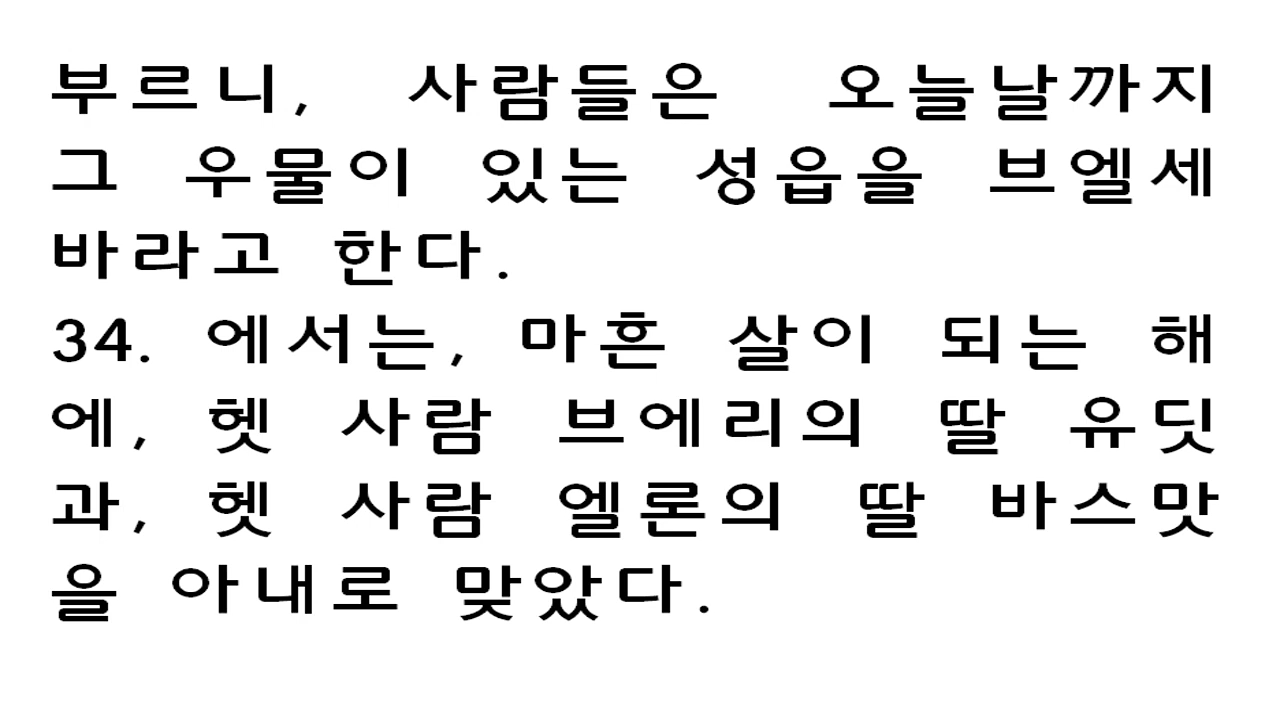 부르니, 사람들은 오늘날까지
그 우물이 있는 성읍을 브엘세
바라고 한다.
34. 에서는, 마흔 살이 되는 해
에, 헷 사람 브에리의 딸 유딧
과, 헷 사람 엘론의 딸 바스맛
을 아내로 맞았다.